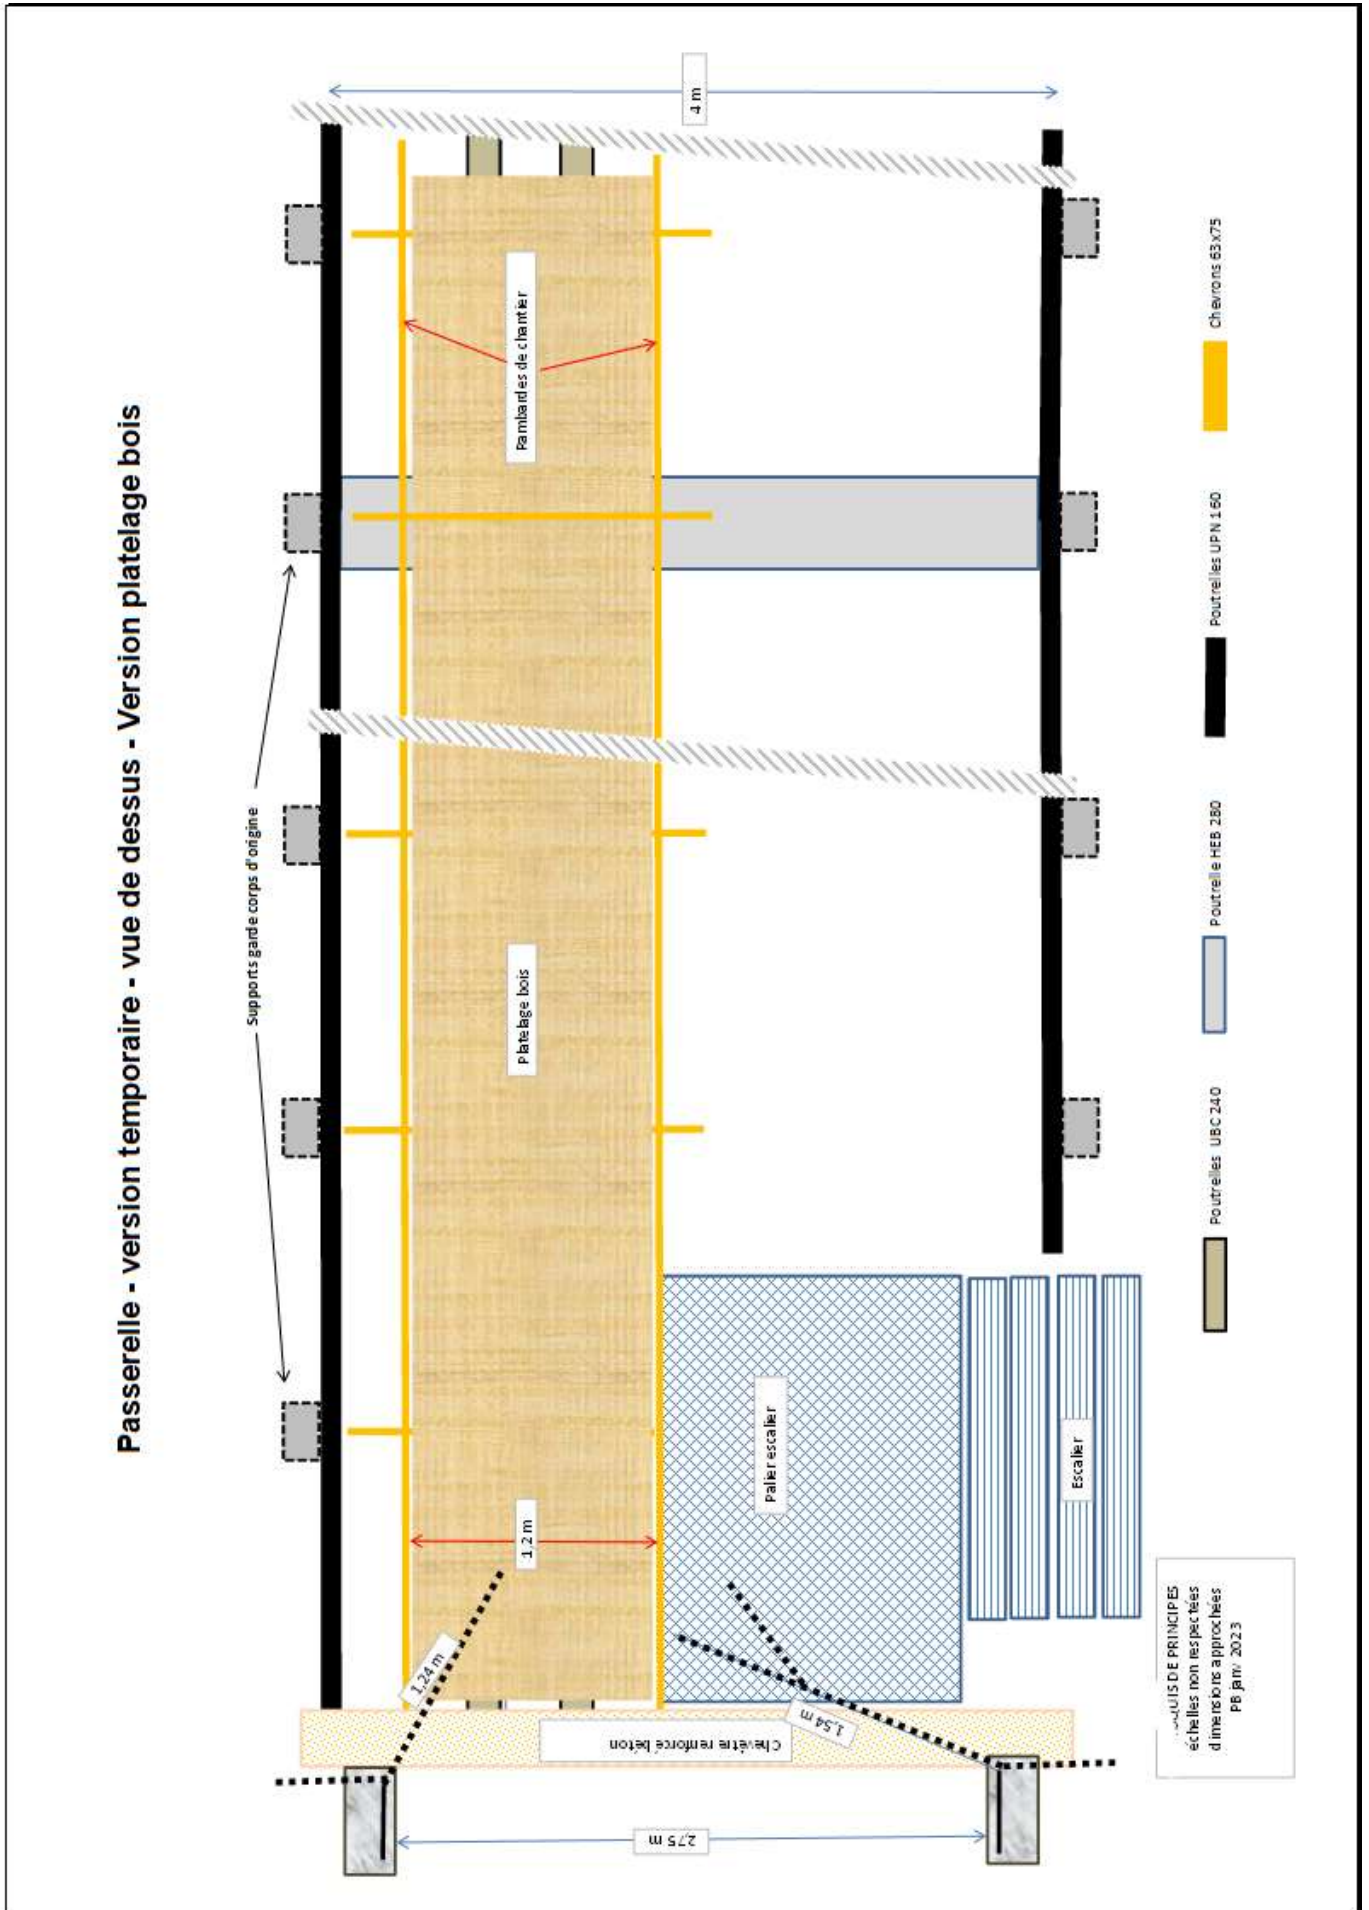 Passerelle - version temporaire - vue de dessus - Version platelage bois
Supports garde corps d'origine
4 m
Rambardes de chantier
Platelage bois
1,2 m
1,24 m
Chevêtre renforcé béton
Palier escalier
1,54 m
Escalier
2,75 m
Poutrelles UBC 240
Poutrelle HEB 280
Poutrelles UPN 160
Chevrons 63x75
DE PRINCIPES
échelles non respectées
dimensions approchées
PB janv 2023